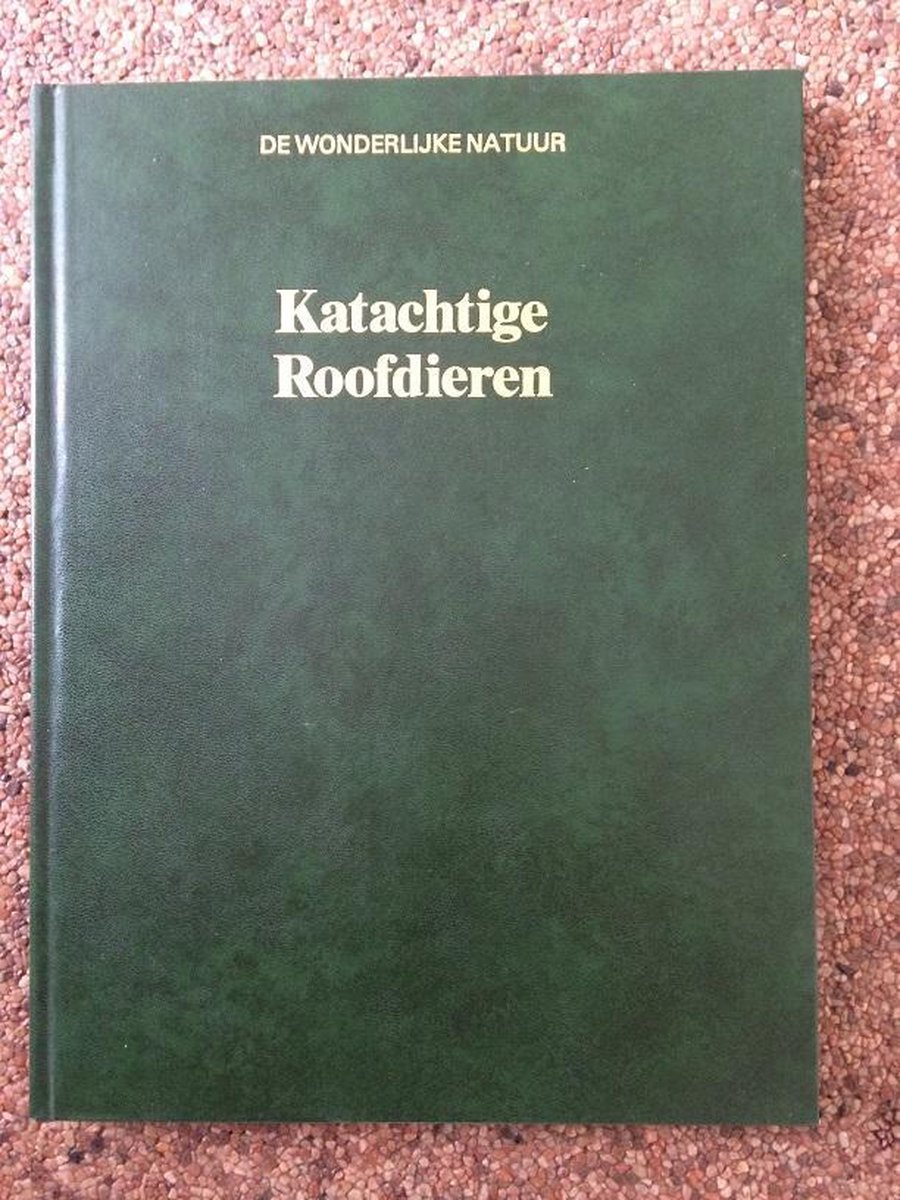 DE WONDERLIJKE NATUUR
Katachtige
Roofdieren